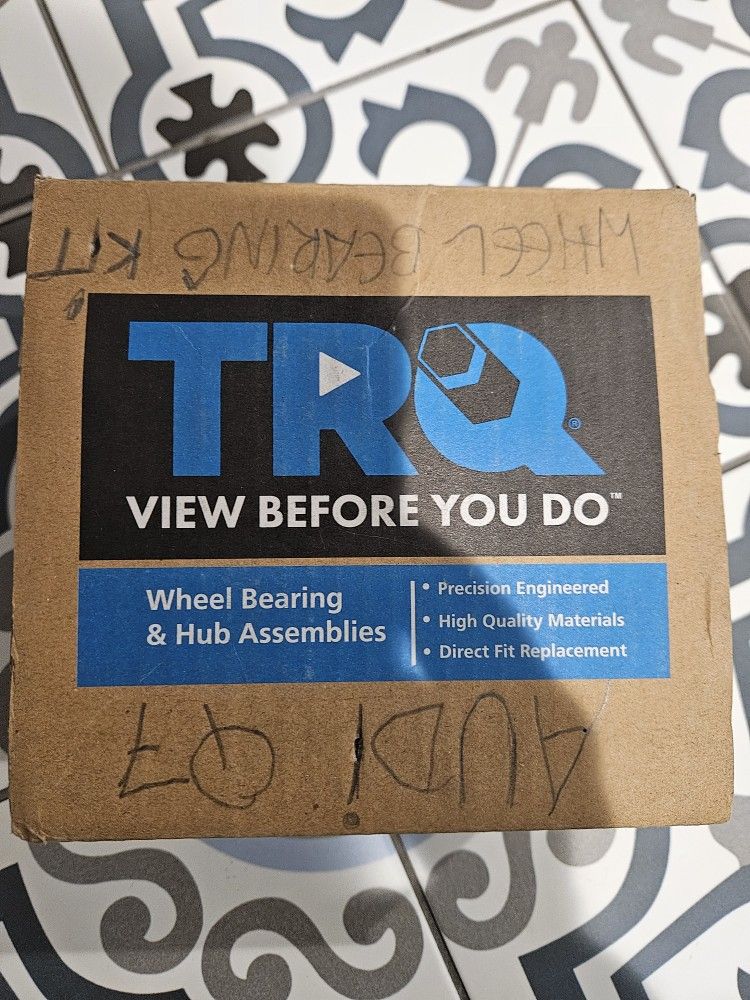 WHEEL BEARING KIT
TRQ®
VIEW BEFORE YOU DO™
Wheel Bearing
& Hub Assemblies
• Precision Engineered
• High Quality Materials
• Direct Fit Replacement
AUDI Q7